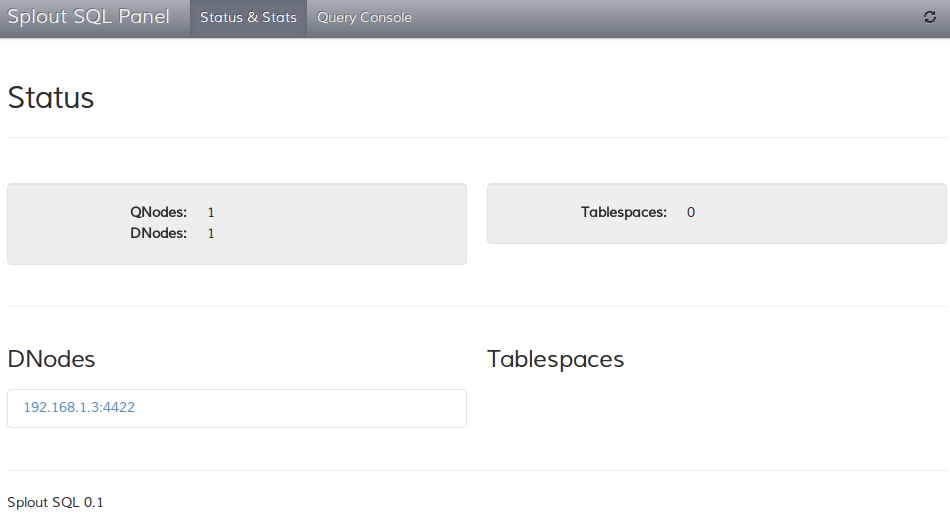 Splout SQL Panel Status & Stats Query Console
Status
QNodes: 1
DNodes: 1
Tablespaces: 0
DNodes
192.168.1.3:4422
Tablespaces
Splout SQL 0.1